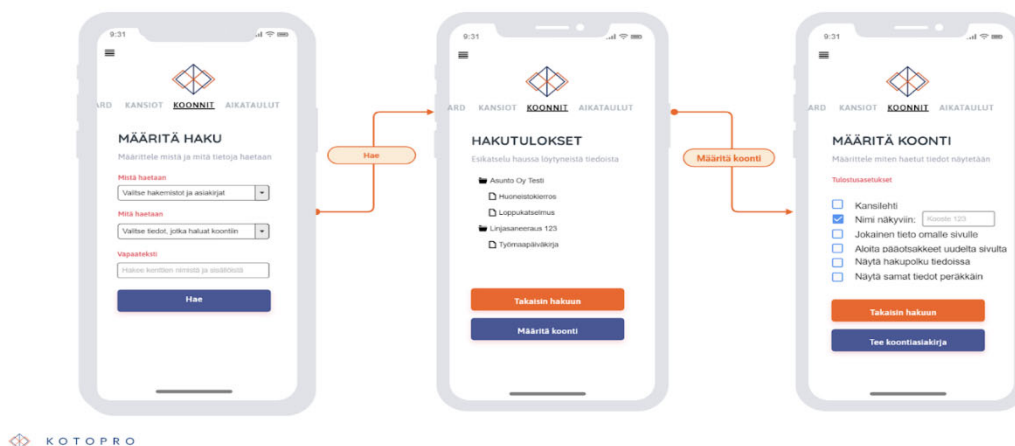 9:31
ARD KANSIOT KOONNIT AIKATAULUT
MÄÄRITÄ HAKU
Määrittele mistä ja mitä tietoja haetaan
Mistä haetaan
Valitse hakemistot ja asiakirjat
Mitä haetaan
Valitse tiedot, jotka haluat koontiin
Vapaateksti
Hakee kenttien nimistä ja sisällöistä
Hae
Hae
9:31
ARD KANSIOT KOONNIT AIKATAULUT
HAKUTULOKSET
Esikatselu haussa löytyneistä tiedoista
Asunto Oy Testi
Huoneistokierros
Loppukatselmus
Linjasaneeraus 123
Työmaapäiväkirja
Takaisin hakuun
Määritä koonti
Määritä koonti
9:31
ARD KANSIOT KOONNIT AIKATAULUT
MÄÄRITÄ KOONTI
Määrittele miten haetut tiedot näytetään
Tulostusasetukset
Kansilehti
Nimi näkyviin: Kooste 123
Jokainen tieto omalle sivulle
Aloita pääotsakkeet uudelta sivulta
Näytä hakupolku tiedoissa
Näytä samat tiedot peräkkäin
Takaisin hakuun
Tee koontiasiakirja
KOTOPRO